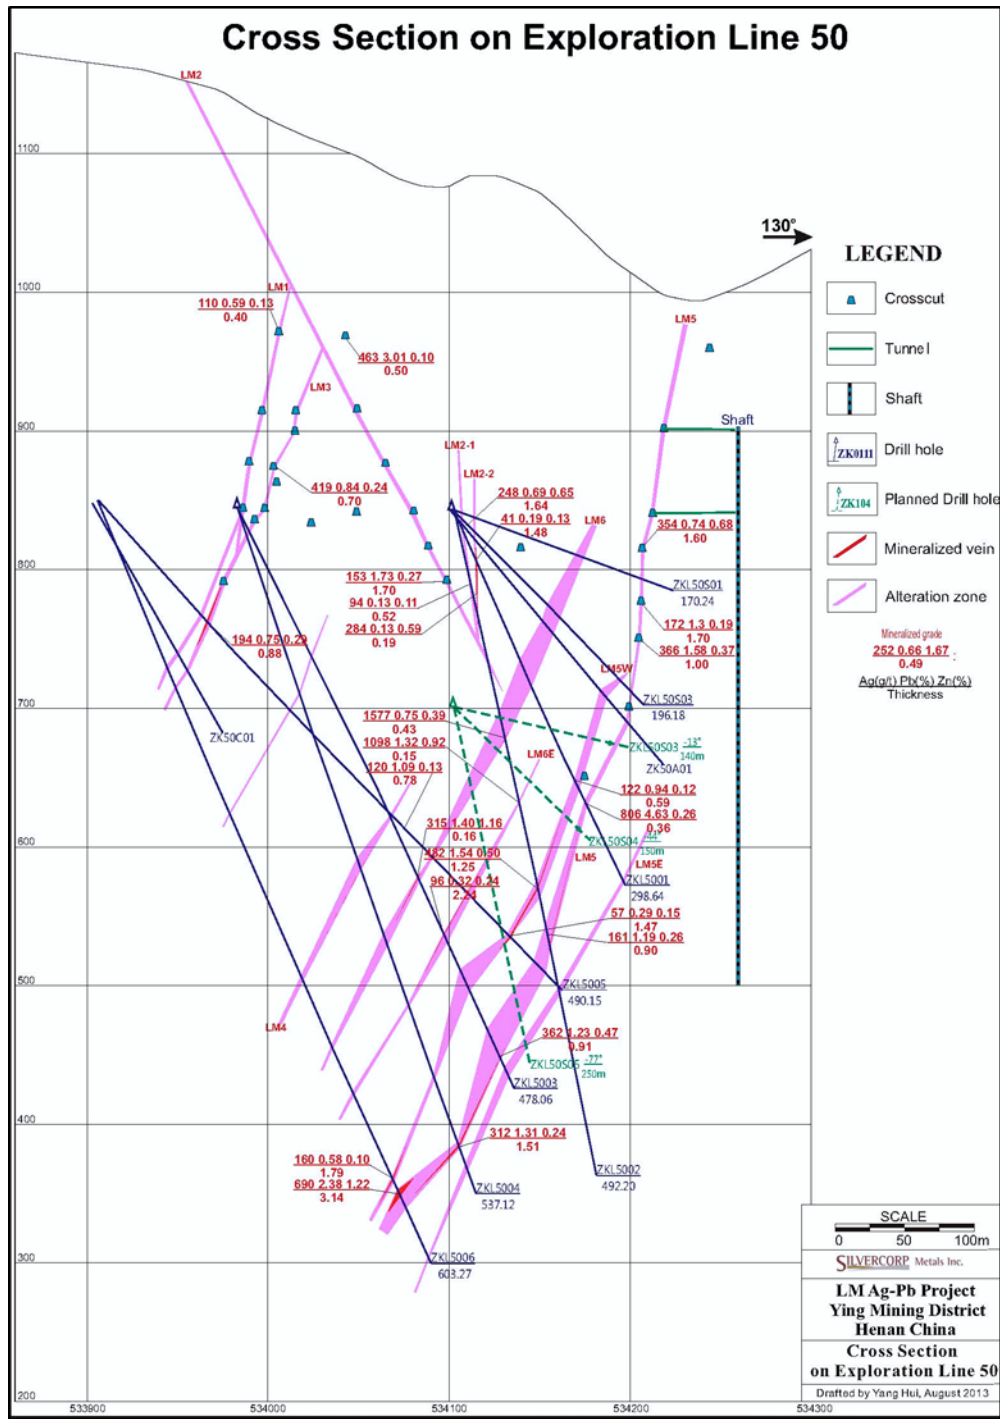 Cross Section on Exploration Line 50
LM2
1100
130°
LEGEND
1000
LM1
110 0.59 0.13
0.40
463 3.01 0.10
0.50
LM5
Crosscut
Tunnel
Shaft
LM3
900
Shaft
ZK0111
Drill hole
LM2-1
LM2-2
419 0.84 0.24
0.70
248 0.69 0.65
1.64
41 0.19 0.13
1.48
LM6
ZK104
Planned Drill hole
354 0.74 0.68
1.60
Mineralized vein
800
153 1.73 0.27
1.70
94 0.13 0.11
0.52
284 0.13 0.59
0.19
ZKL50S01
170.24
Alteration zone
172 1.3 0.19
1.70
366 1.58 0.37
1.00
Mineralized grade
252 0.66 1.67
0.49
Ag(g/t) Pb(%) Zn(%)
Thickness
194 0.75 0.29
0.88
LM5W
700
ZKL50S03
196.18
1577 0.75 0.39
0.43
1098 1.32 0.92
0.15
120 1.09 0.13
0.78
ZK50C01
LM6E
ZKL50S03 -13°
140m
ZK50A01
122 0.94 0.12
0.59
806 4.63 0.26
0.36
315 1.40 1.16
0.16
ZKL50S04 -44°
150m
600
482 1.54 0.50
1.25
LM5
LM5E
96 0.32 0.24
2.21
ZKL5001
298.64
57 0.29 0.15
1.47
161 1.19 0.26
0.90
500
ZKL5005
490.15
LM4
362 1.23 0.47
0.91
ZKL50S05 -77°
250m
ZKL5003
478.06
400
312 1.31 0.24
1.51
160 0.58 0.10
1.79
690 2.38 1.22
3.14
ZKL5002
492.20
ZKL5004
537.12
300
ZKL5006
603.27
SCALE
0 50 100m
SILVERCORP Metals Inc.
LM Ag-Pb Project
Ying Mining District
Henan China
Cross Section
on Exploration Line 50
Drafted by Yang Hui, August 2013
200
533900 534000 534100 534200 534300